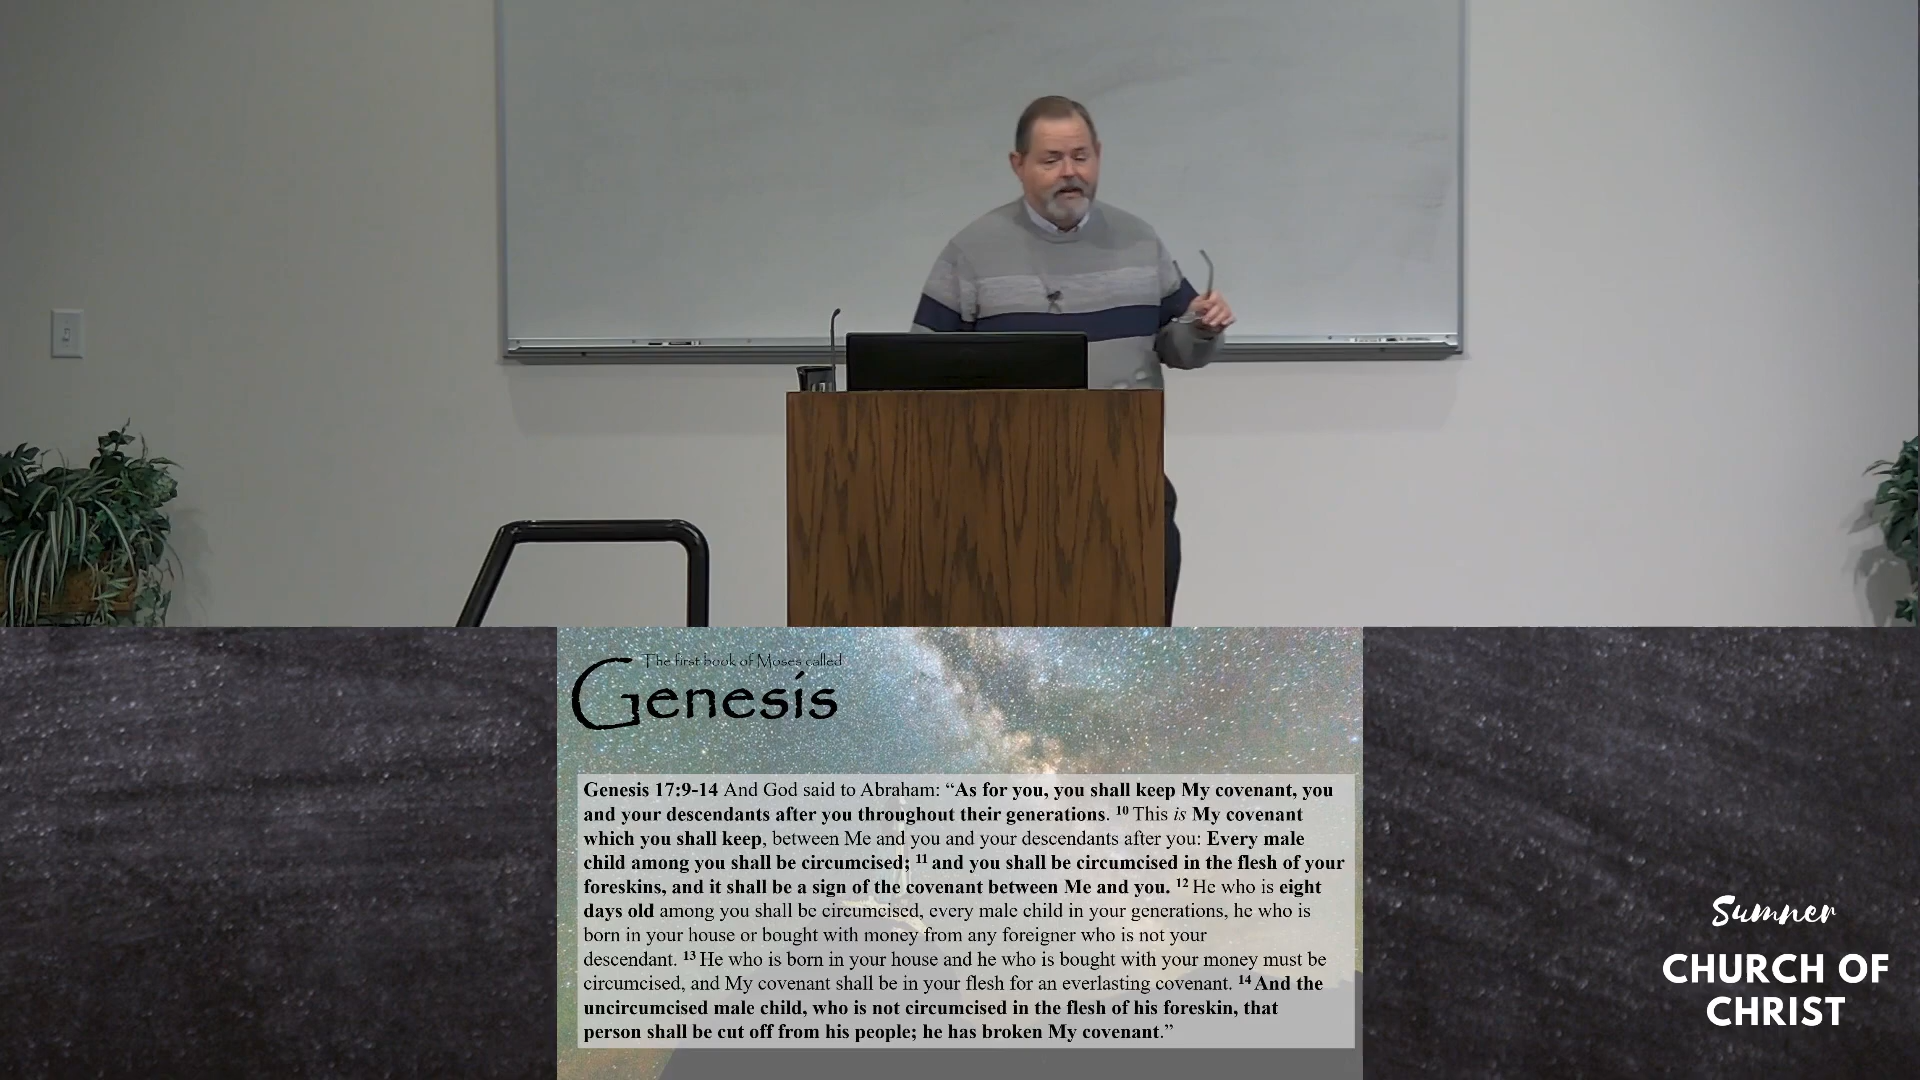 The first book of Moses called
Genesis
Genesis 17:9-14 And God said to Abraham: “As for you, you shall keep My covenant, you
and your descendants after you throughout their generations. 10 This is My covenant
which you shall keep, between Me and you and your descendants after you: Every male
child among you shall be circumcised; 11 and you shall be circumcised in the flesh of your
foreskins, and it shall be a sign of the covenant between Me and you. 12 He who is eight
days old among you shall be circumcised, every male child in your generations, he who is
born in your house or bought with money from any foreigner who is not your
descendant. 13 He who is born in your house and he who is bought with your money must be
circumcised, and My covenant shall be in your flesh for an everlasting covenant. 14 And the
uncircumcised male child, who is not circumcised in the flesh of his foreskin, that
person shall be cut off from his people; he has broken My covenant.”
Sumner
CHURCH OF
CHRIST